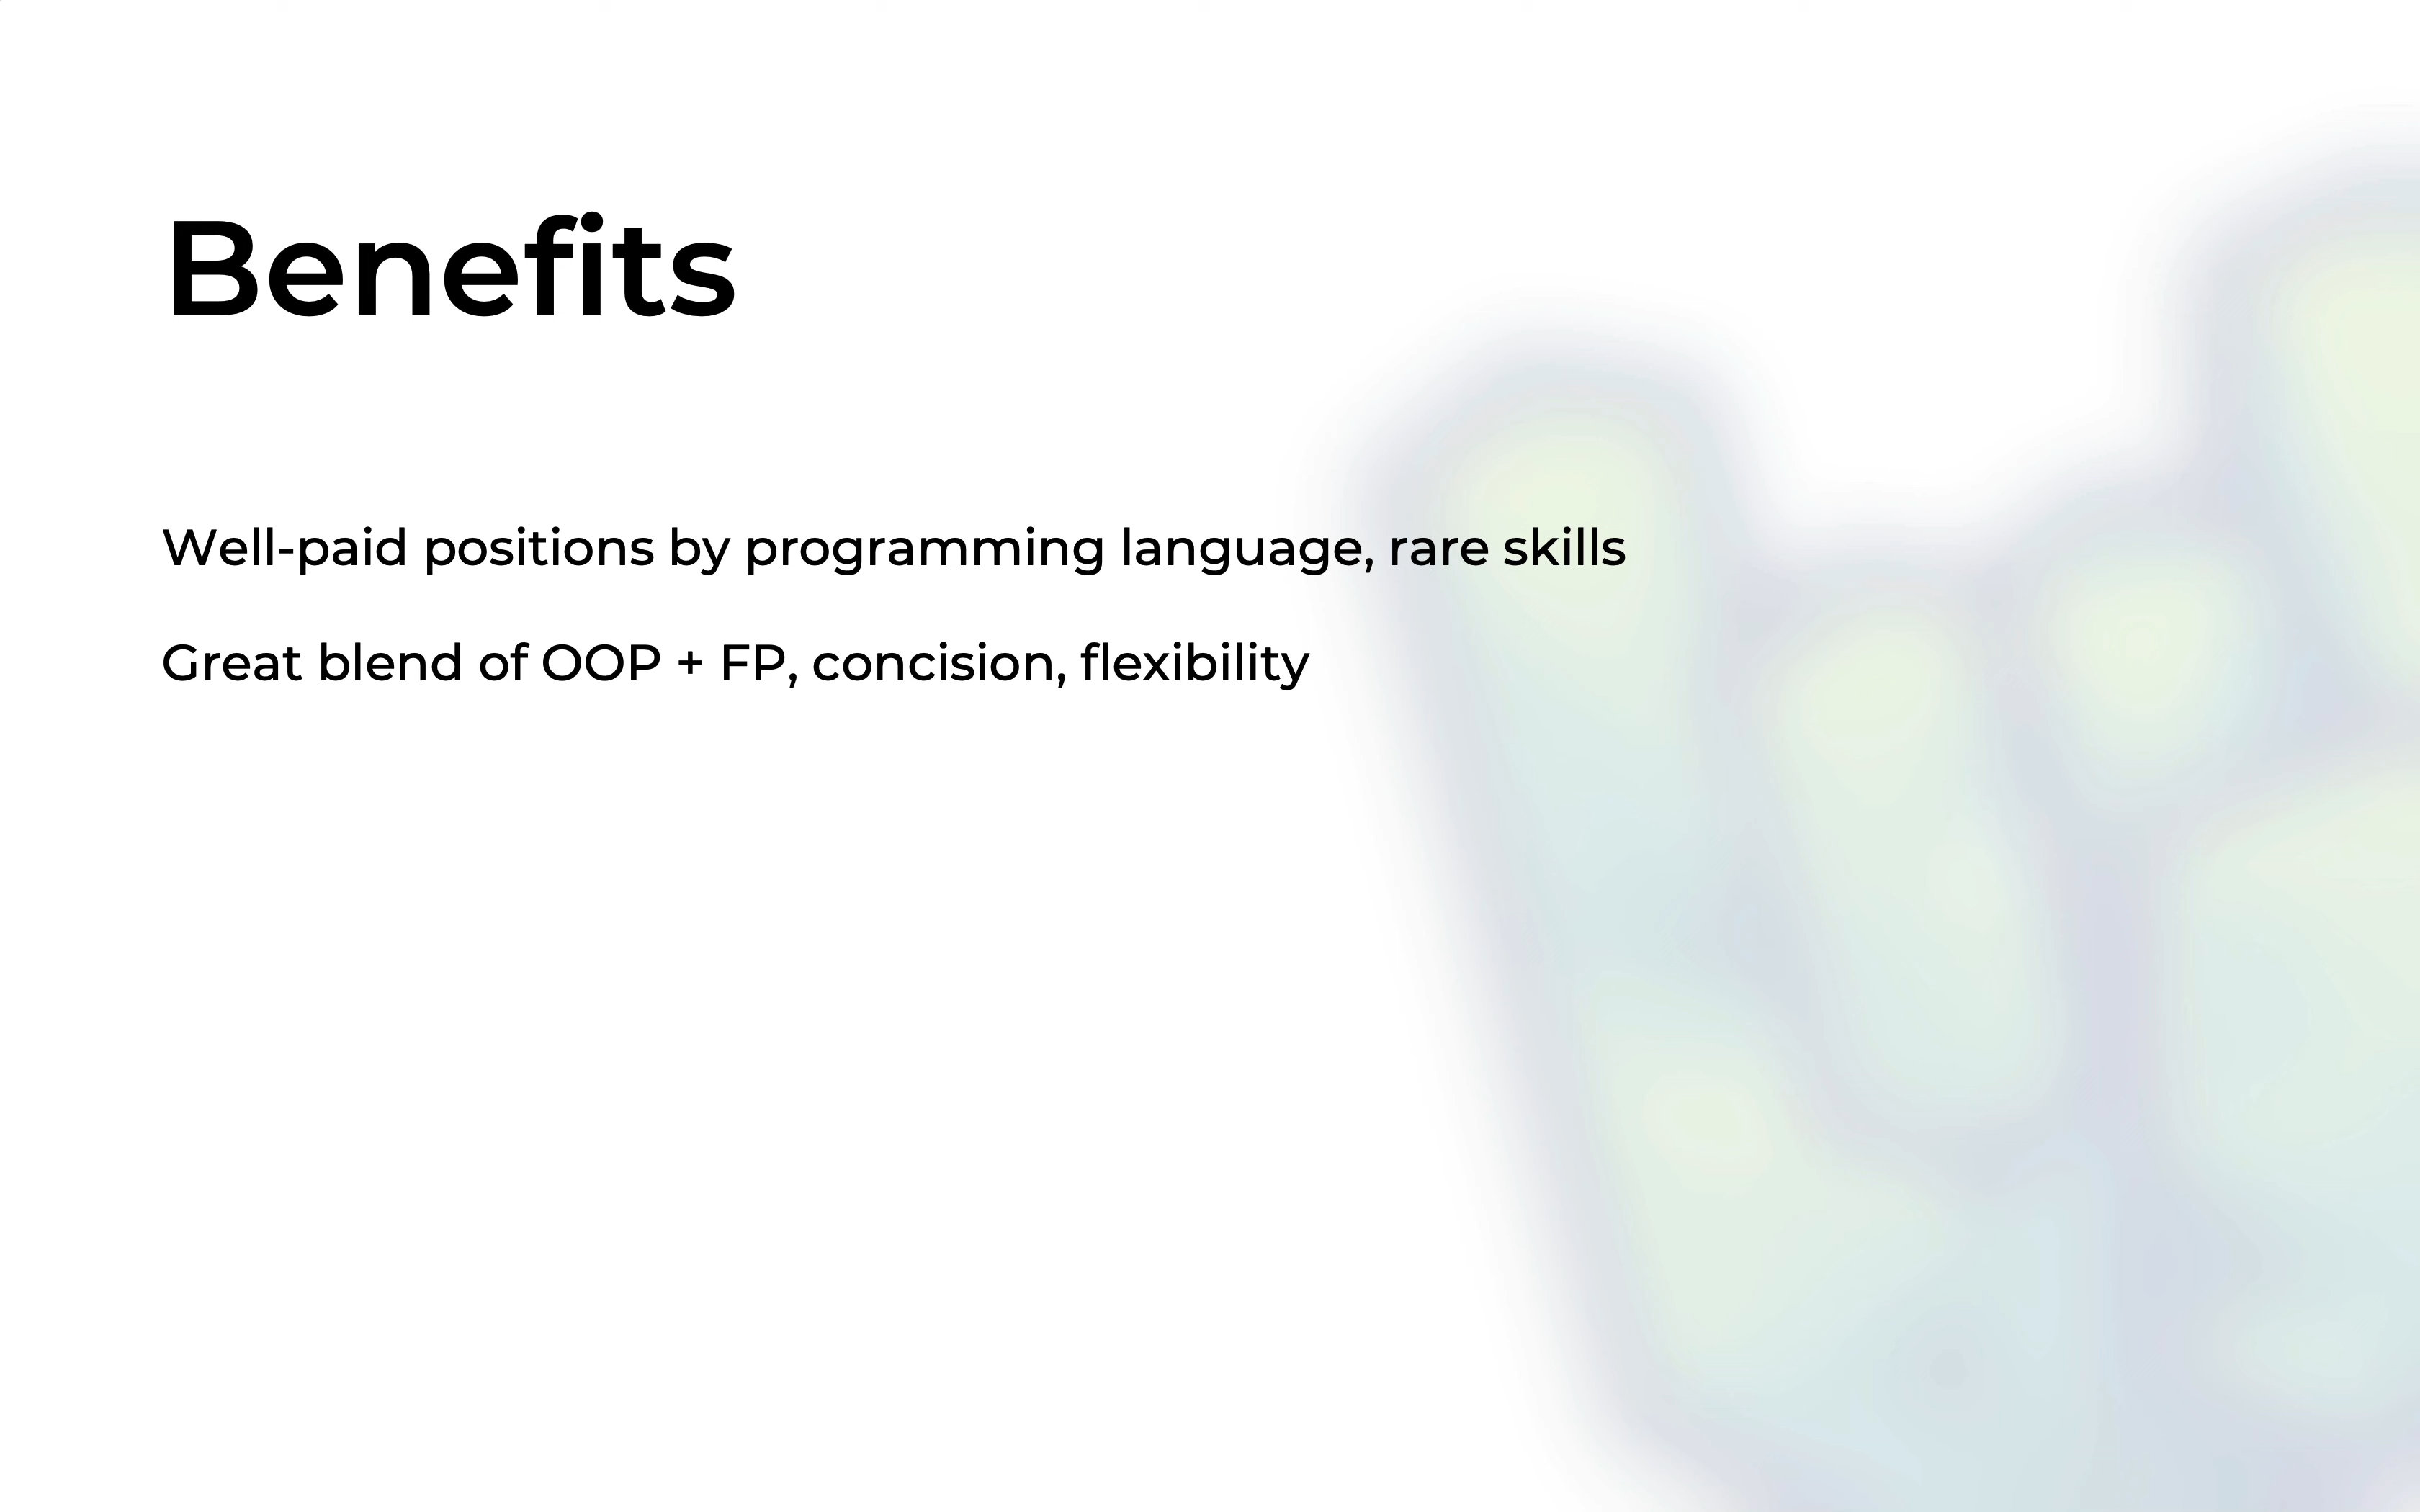 Benefits
Well-paid positions by programming language, rare skills
Great blend of OOP + FP, concision, flexibility